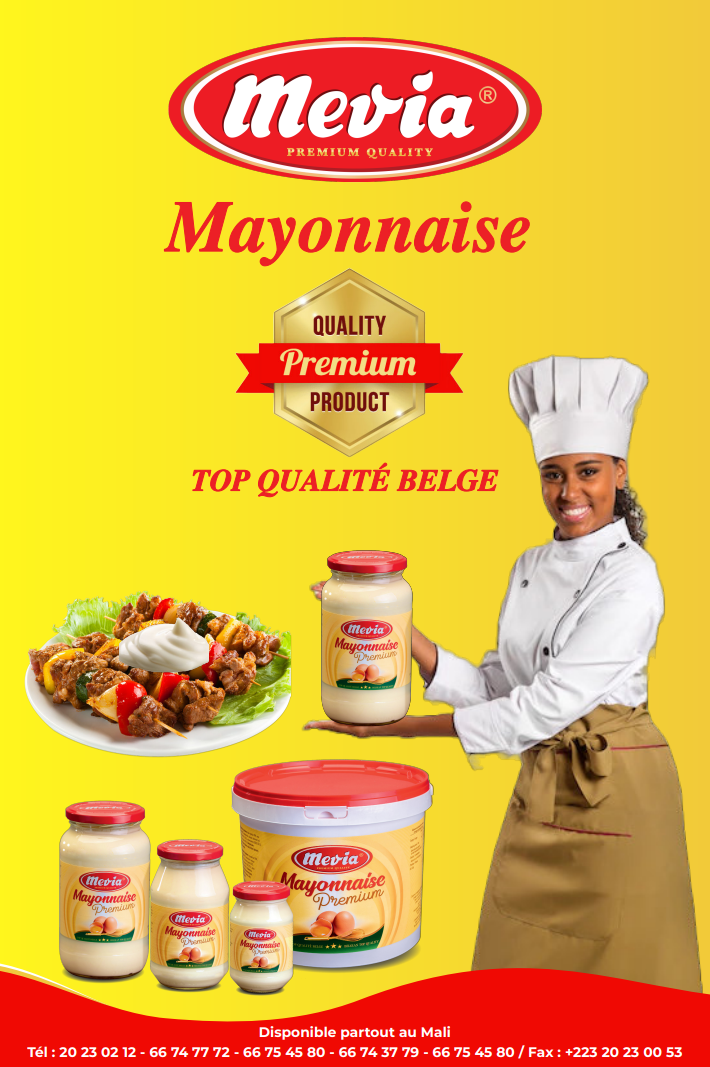 Mevia®
PREMIUM QUALITY
Mayonnaise
QUALITY
Premium
PRODUCT
TOP QUALITÉ BELGE
Mevia
Mayonnaise
Premium
Mevia
Mayonnaise
Premium
Mevia
Mayonnaise
Premium
Mevia
Mayonnaise
Premium
Mevia
Mayonnaise
Premium
Disponible partout au Mali
Tél : 20 23 02 12 - 66 74 77 72 - 66 75 45 80 - 66 74 37 79 - 66 75 45 80 / Fax : +223 20 23 00 53